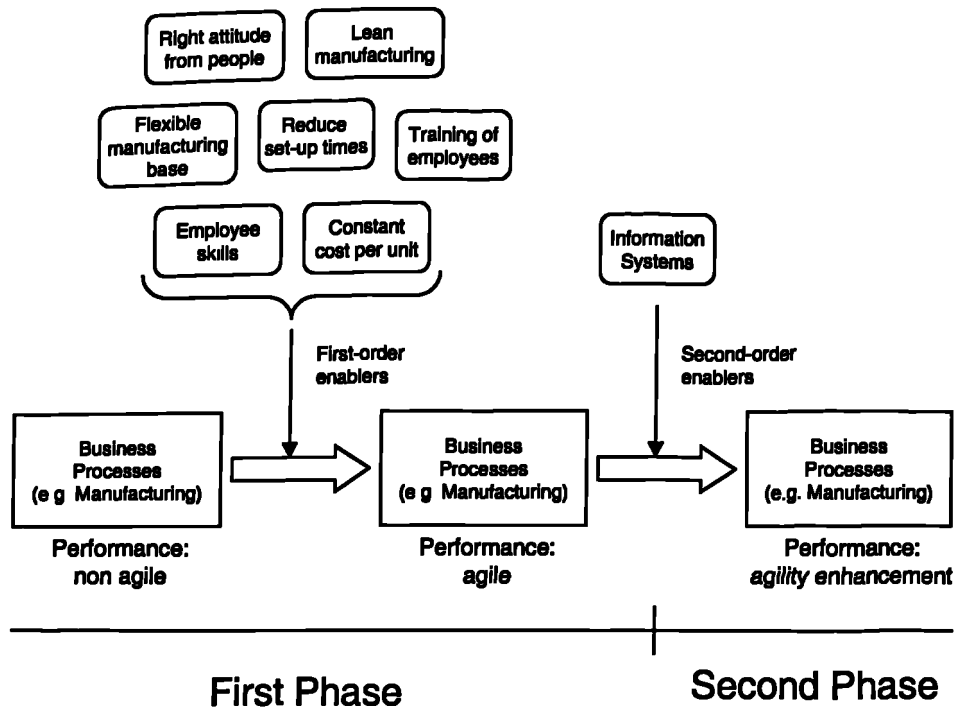 Right attitude
from people
Lean
manufacturing
Flexible
manufacturing
base
Reduce
set-up times
Training of
employees
Employee
skills
Constant
cost per unit
Information
Systems
First-order
enablers
Second-order
enablers
Business
Processes
(e g Manufacturing)
Business
Processes
(e g Manufacturing)
Business
Processes
(e.g. Manufacturing)
Performance:
non agile
Performance:
agile
Performance:
agility enhancement
First Phase
Second Phase